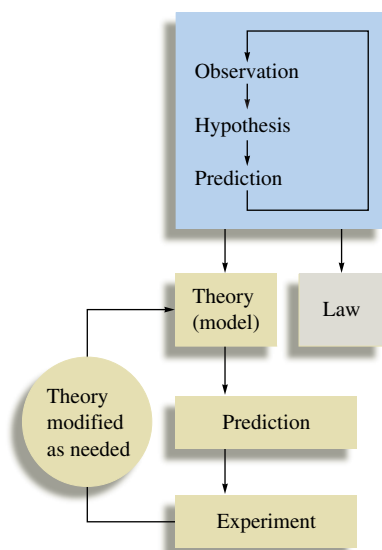 Observation
Hypothesis
Prediction
Theory
(model)
Law
Theory
modified
as needed
Prediction
Experiment